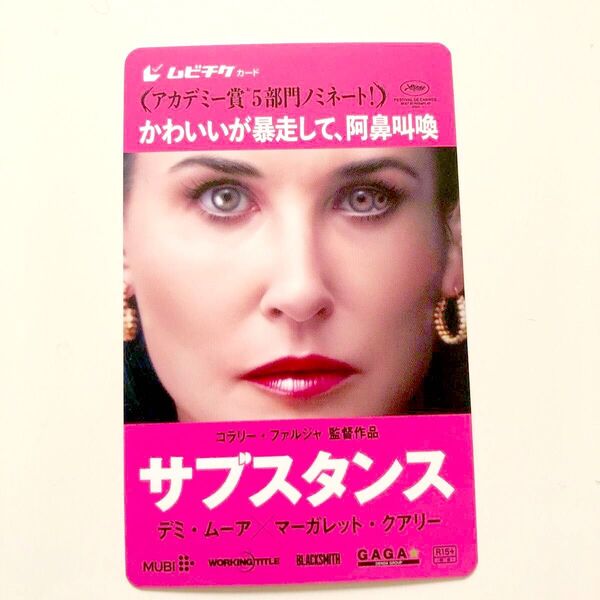 ムビチケカード
アカデミー賞®5部門ノミネート!
FESTIVAL DE CANNES
かわいいが暴走して、阿鼻叫喚
コラリー・ファルジャ 監督作品
サブスタンス
デミ・ムーア/マーガレット・クアリー
MUBI WORKING TITLE BLACKSMITH GAGA★ R15+